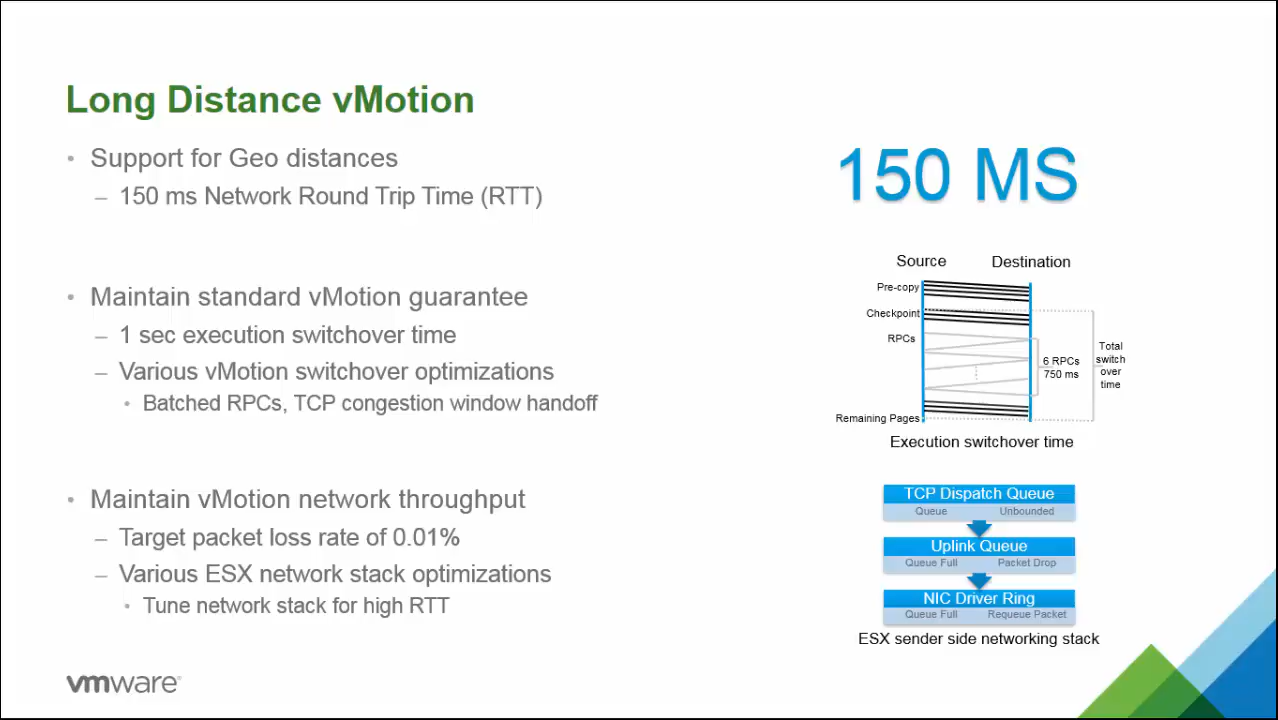 Long Distance vMotion
• Support for Geo distances
– 150 ms Network Round Trip Time (RTT)
• Maintain standard vMotion guarantee
– 1 sec execution switchover time
– Various vMotion switchover optimizations
• Batched RPCs, TCP congestion window handoff
• Maintain vMotion network throughput
– Target packet loss rate of 0.01%
– Various ESX network stack optimizations
• Tune network stack for high RTT
150 MS
Source Destination
Pre-copy
Checkpoint
RPCs
6 RPCs
750 ms
Total
switch
over
time
Remaining Pages
Execution switchover time
TCP Dispatch Queue
Queue Unbounded
Uplink Queue
Queue Full Packet Drop
NIC Driver Ring
Queue Full Requeue Packet
ESX sender side networking stack
vmware